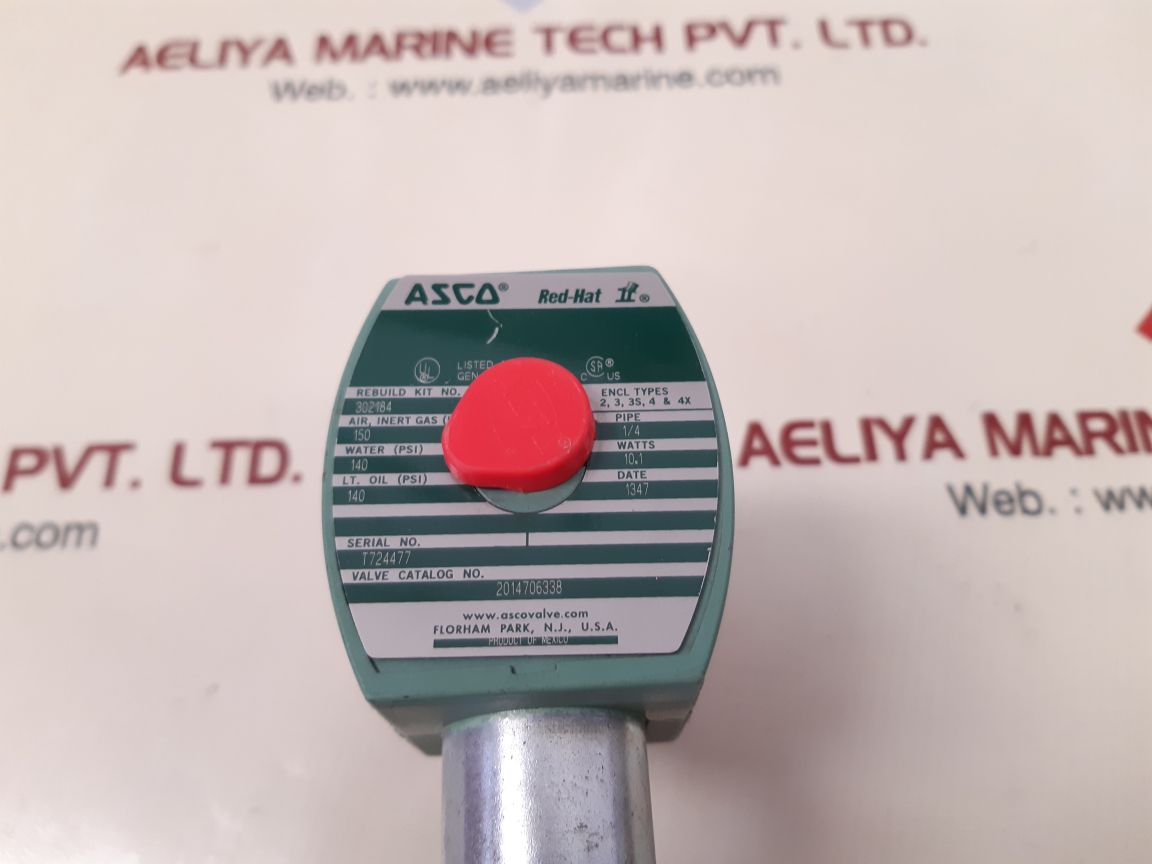 AELIYA MARINE TECH PVT. LTD.
Web. : www.aeliyamarine.com
ASCO® Red-Hat II®
LISTED
GEN
C SA® US
REBUILD KIT NO.
302184
ENCL TYPES
2, 3, 3S, 4 & 4X
AIR, INERT GAS (
150
PIPE
1/4
WATER (PSI)
140
WATTS
10.1
LT. OIL (PSI)
140
DATE
1347
SERIAL NO.
T724477
VALVE CATALOG NO.
2014706338
www.ascovalve.com
FLORHAM PARK, N.J., U.S.A.
PRODUCT OF MEXICO
PVT. LTD.
.com
AELIYA MARIN
Web. : ww